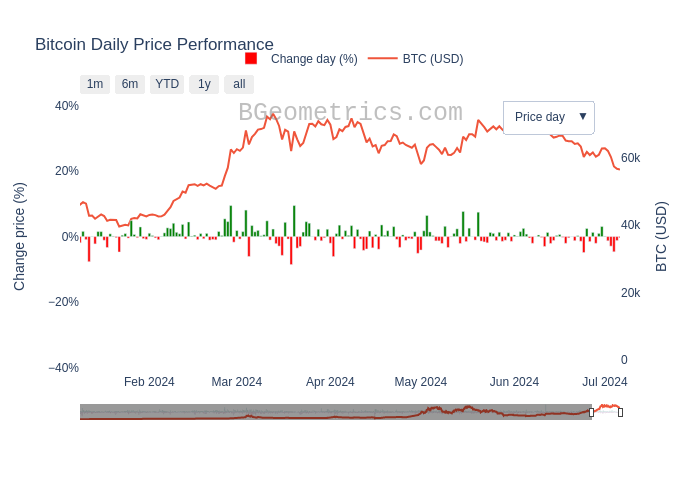 Bitcoin Daily Price Performance
Change day (%)
BTC (USD)
1m
6m
YTD
1y
all
BGeometrics.com
Price day ▼
40%
20%
0%
−20%
−40%
Change price (%)
60k
40k
20k
0
BTC (USD)
Feb 2024
Mar 2024
Apr 2024
May 2024
Jun 2024
Jul 2024